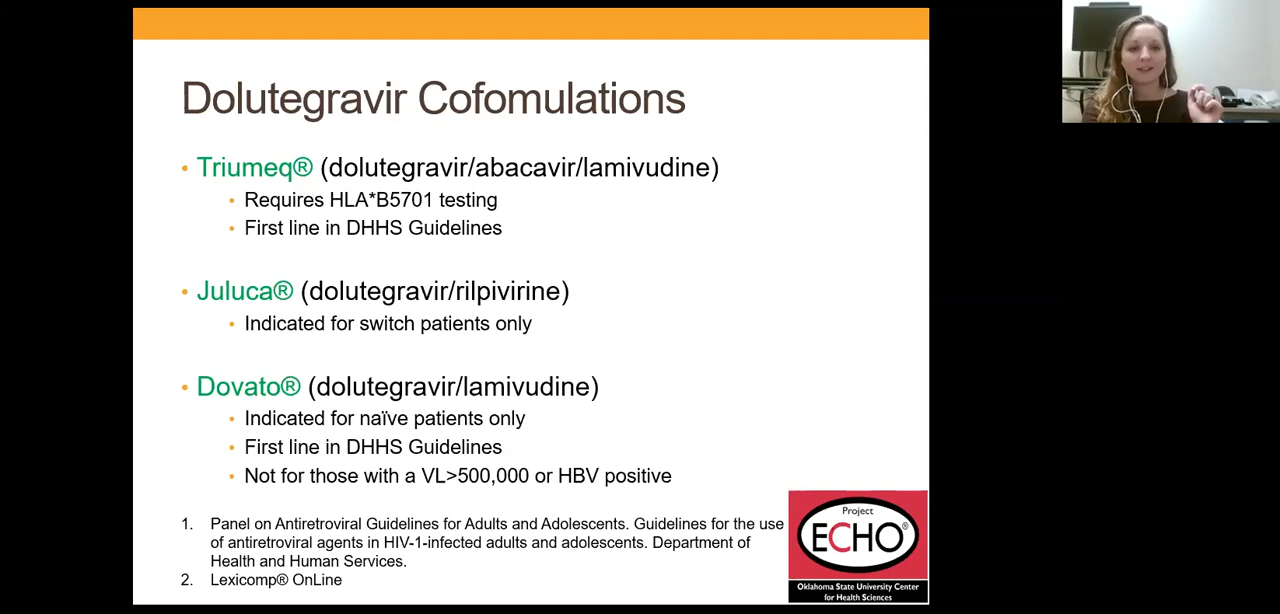 Dolutegravir Cofomulations
• Triumeq® (dolutegravir/abacavir/lamivudine)
• Requires HLA*B5701 testing
• First line in DHHS Guidelines
• Juluca® (dolutegravir/rilpivirine)
• Indicated for switch patients only
• Dovato® (dolutegravir/lamivudine)
• Indicated for naïve patients only
• First line in DHHS Guidelines
• Not for those with a VL>500,000 or HBV positive
1. Panel on Antiretroviral Guidelines for Adults and Adolescents. Guidelines for the use
of antiretroviral agents in HIV-1-infected adults and adolescents. Department of
Health and Human Services.
2. Lexicomp® OnLine
Project
ECHO®
Oklahoma State University Center
for Health Sciences